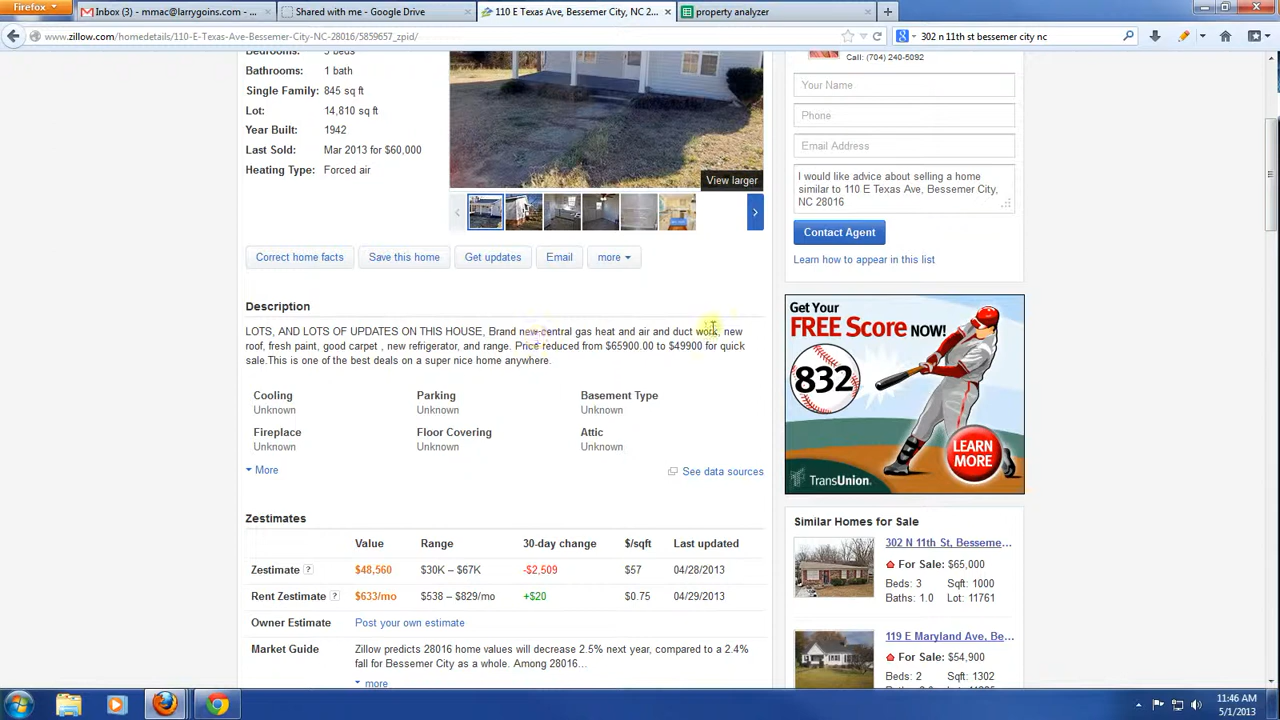 Firefox
Inbox (3) - mmac@larrygoins.com - ...
Shared with me - Google Drive
110 E Texas Ave, Bessemer City, NC 2...
property analyzer
www.zillow.com/homedetails/110-E-Texas-Ave-Bessemer-City-NC-28016/5859657_zpid/
302 n 11th st bessemer city nc
Bathrooms: 1 bath
Single Family: 845 sq ft
Lot: 14,810 sq ft
Year Built: 1942
Last Sold: Mar 2013 for $60,000
Heating Type: Forced air
View larger
Correct home facts
Save this home
Get updates
Email
more
Description
LOTS, AND LOTS OF UPDATES ON THIS HOUSE, Brand new central gas heat and air and duct work, new
roof, fresh paint, good carpet , new refrigerator, and range. Price reduced from $65900.00 to $49900 for quick
sale.This is one of the best deals on a super nice home anywhere.
Cooling
Unknown
Parking
Unknown
Basement Type
Unknown
Fireplace
Unknown
Floor Covering
Unknown
Attic
Unknown
More
See data sources
Zestimates
Value Range 30-day change $/sqft Last updated
Zestimate ? $48,560 $30K – $67K -$2,509 $57 04/28/2013
Rent Zestimate ? $633/mo $538 – $829/mo +$20 $0.75 04/29/2013
Owner Estimate Post your own estimate
Market Guide Zillow predicts 28016 home values will decrease 2.5% next year, compared to a 2.4%
fall for Bessemer City as a whole. Among 28016...
more
Call: (704) 240-5092
Your Name
Phone
Email Address
I would like advice about selling a home
similar to 110 E Texas Ave, Bessemer City,
NC 28016
Contact Agent
Learn how to appear in this list
Get Your
FREE Score NOW!
832
LEARN
MORE
TransUnion.
Similar Homes for Sale
302 N 11th St, Besseme...
For Sale: $65,000
Beds: 3 Sqft: 1000
Baths: 1.0 Lot: 11761
119 E Maryland Ave, Be...
For Sale: $54,900
Beds: 2 Sqft: 1302
11:46 AM
5/1/2013